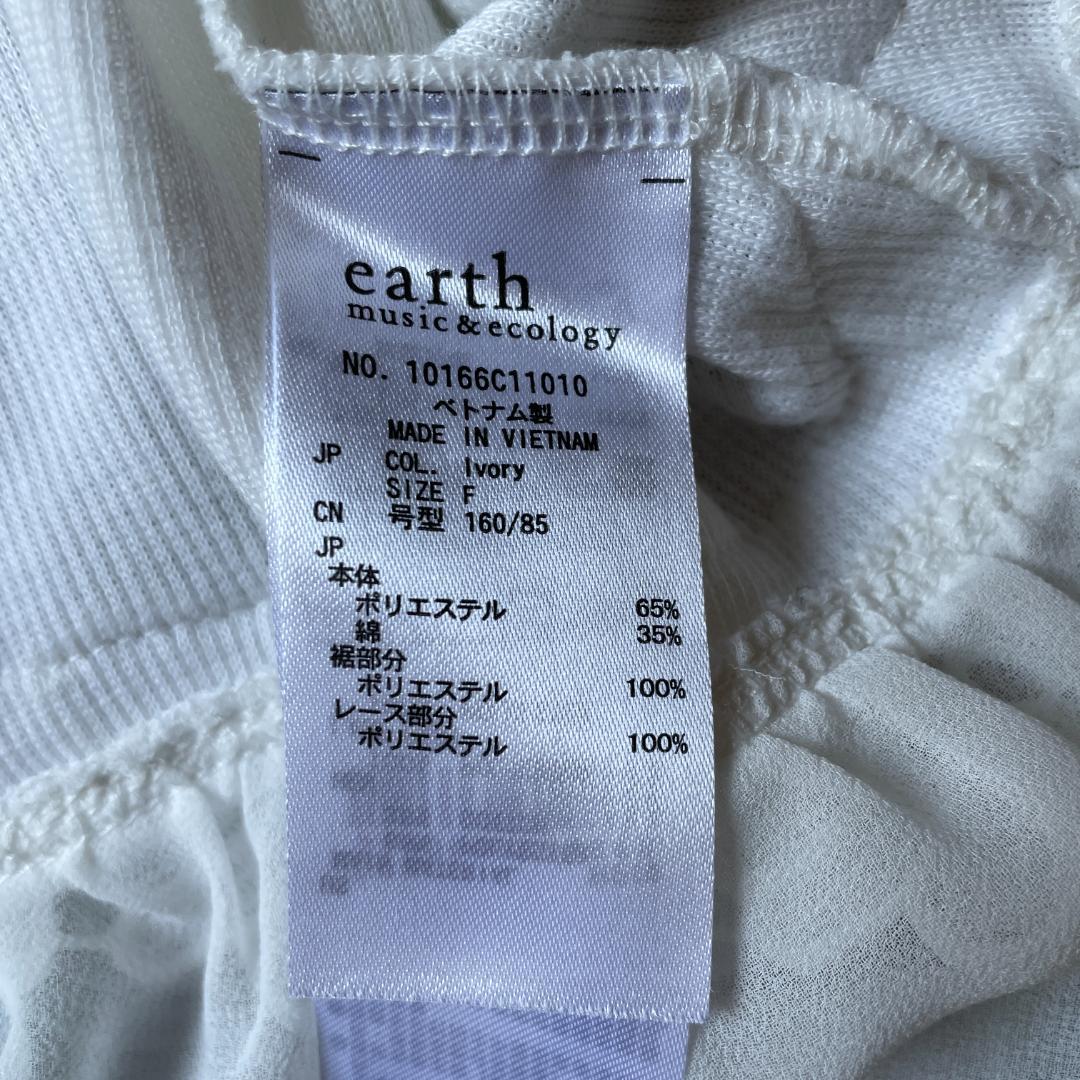 earth
music & ecology
NO. 10166C11010
ベトナム製
MADE IN VIETNAM
JP COL. Ivory
SIZE F
CN 号型 160/85
JP
本体
ポリエステル 65%
綿 35%
裾部分
ポリエステル 100%
レース部分
ポリエステル 100%